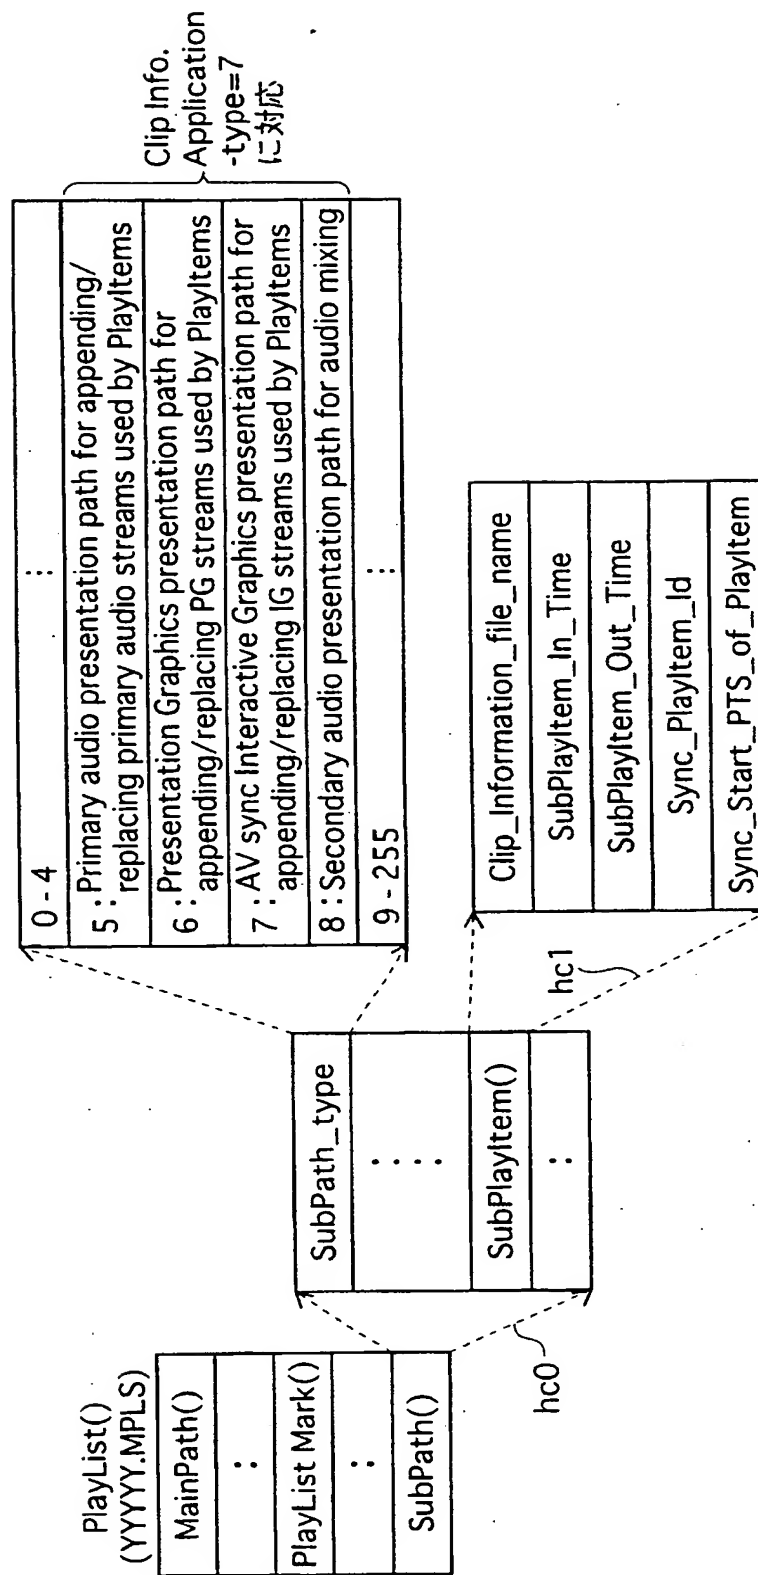 PlayList()
(YYYY.MPLS)
MainPath()
:
PlayList Mark()
:
SubPath()
hc0
SubPath_type
. . . .
SubPlayItem()
:
hc1
0-4
:
5 : Primary audio presentation path for appending/
replacing primary audio streams used by PlayItems
6 : Presentation Graphics presentation path for
appending/replacing PG streams used by PlayItems
7 : AV sync Interactive Graphics presentation path for
appending/replacing IG streams used by PlayItems
8 : Secondary audio presentation path for audio mixing
9-255
:
Clip Info.
Application
-type=7
に対応
Clip_Information_file_name
SubPlayItem_In_Time
SubPlayItem_Out_Time
Sync_PlayItem_Id
Sync_Start_PTS_of_PlayItem